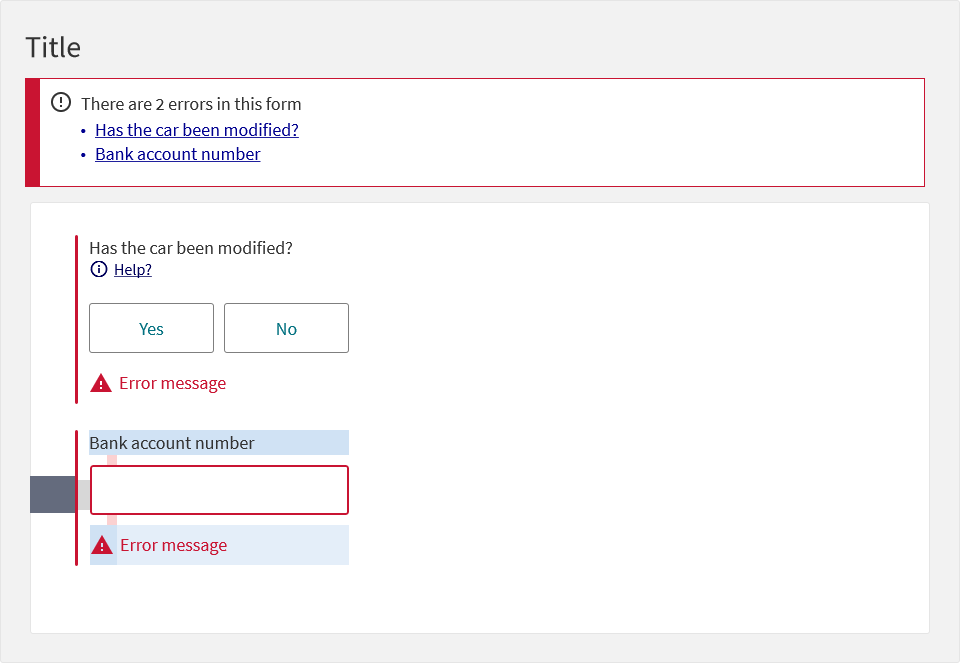 Title
There are 2 errors in this form
• Has the car been modified?
• Bank account number
Has the car been modified?
Help?
Yes
No
Error message
Bank account number
Error message